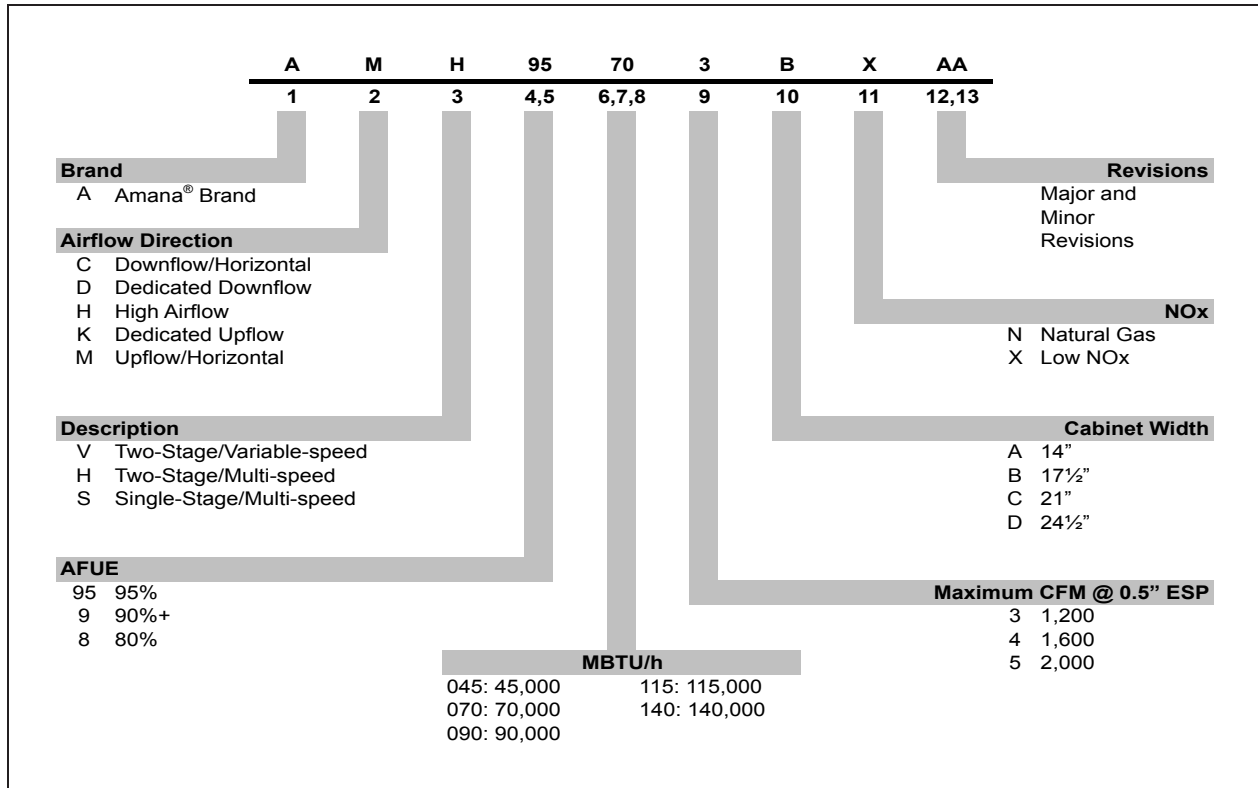 A M H 95 70 3 B X AA
1 2 3 4,5 6,7,8 9 10 11 12,13
Brand
A Amana® Brand
Airflow Direction
C Downflow/Horizontal
D Dedicated Downflow
H High Airflow
K Dedicated Upflow
M Upflow/Horizontal
Description
V Two-Stage/Variable-speed
H Two-Stage/Multi-speed
S Single-Stage/Multi-speed
AFUE
95 95%
9 90%+
8 80%
MBTU/h
045: 45,000 115: 115,000
070: 70,000 140: 140,000
090: 90,000
Revisions
Major and
Minor
Revisions
NOx
N Natural Gas
X Low NOx
Cabinet Width
A 14”
B 17½”
C 21”
D 24½”
Maximum CFM @ 0.5” ESP
3 1,200
4 1,600
5 2,000